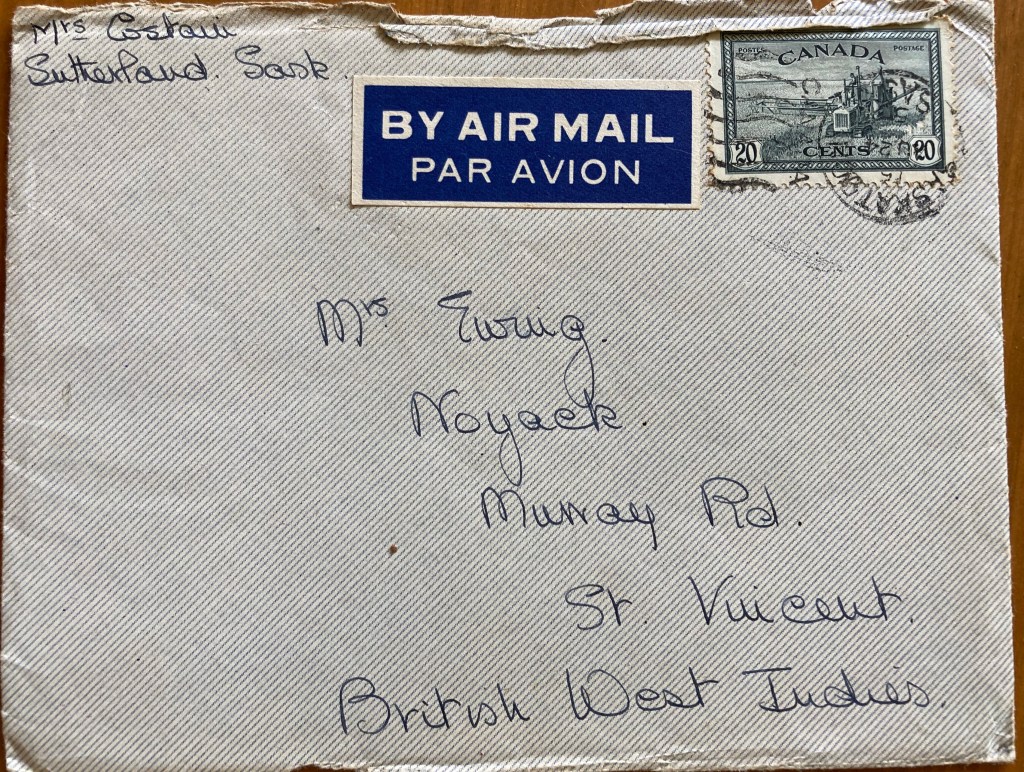 Mrs Costain
Sutherland. Sask.
BY AIR MAIL
PAR AVION
POSTES CANADA POSTAGE
20 CENTS 20
Mrs Ewing.
Noyack.
Murray Rd.
St. Vincent.
British West Indies.